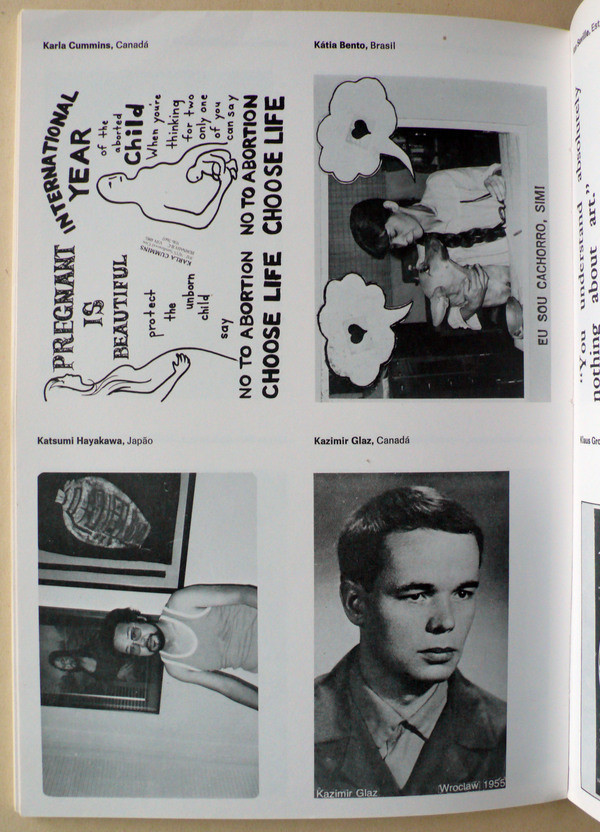 Karla Cummins, Canadá
INTERNATIONAL
YEAR
of the
aborted
Child
When you're
thinking
for two
only one
of you
can say
NO TO ABORTION
CHOOSE LIFE
PREGNANT
IS
BEAUTIFUL
protect
the
unborn
child
say
NO TO ABORTION
CHOOSE LIFE
KARLA CUMMINS
Kátia Bento, Brasil
EU SOU CACHORRO, SIMI
Katsumi Hayakawa, Japão
Kazimir Glaz, Canadá
Kazimir Glaz
Wroclaw 1955
"You understand absolutely
nothing about art."
Klaus Gro